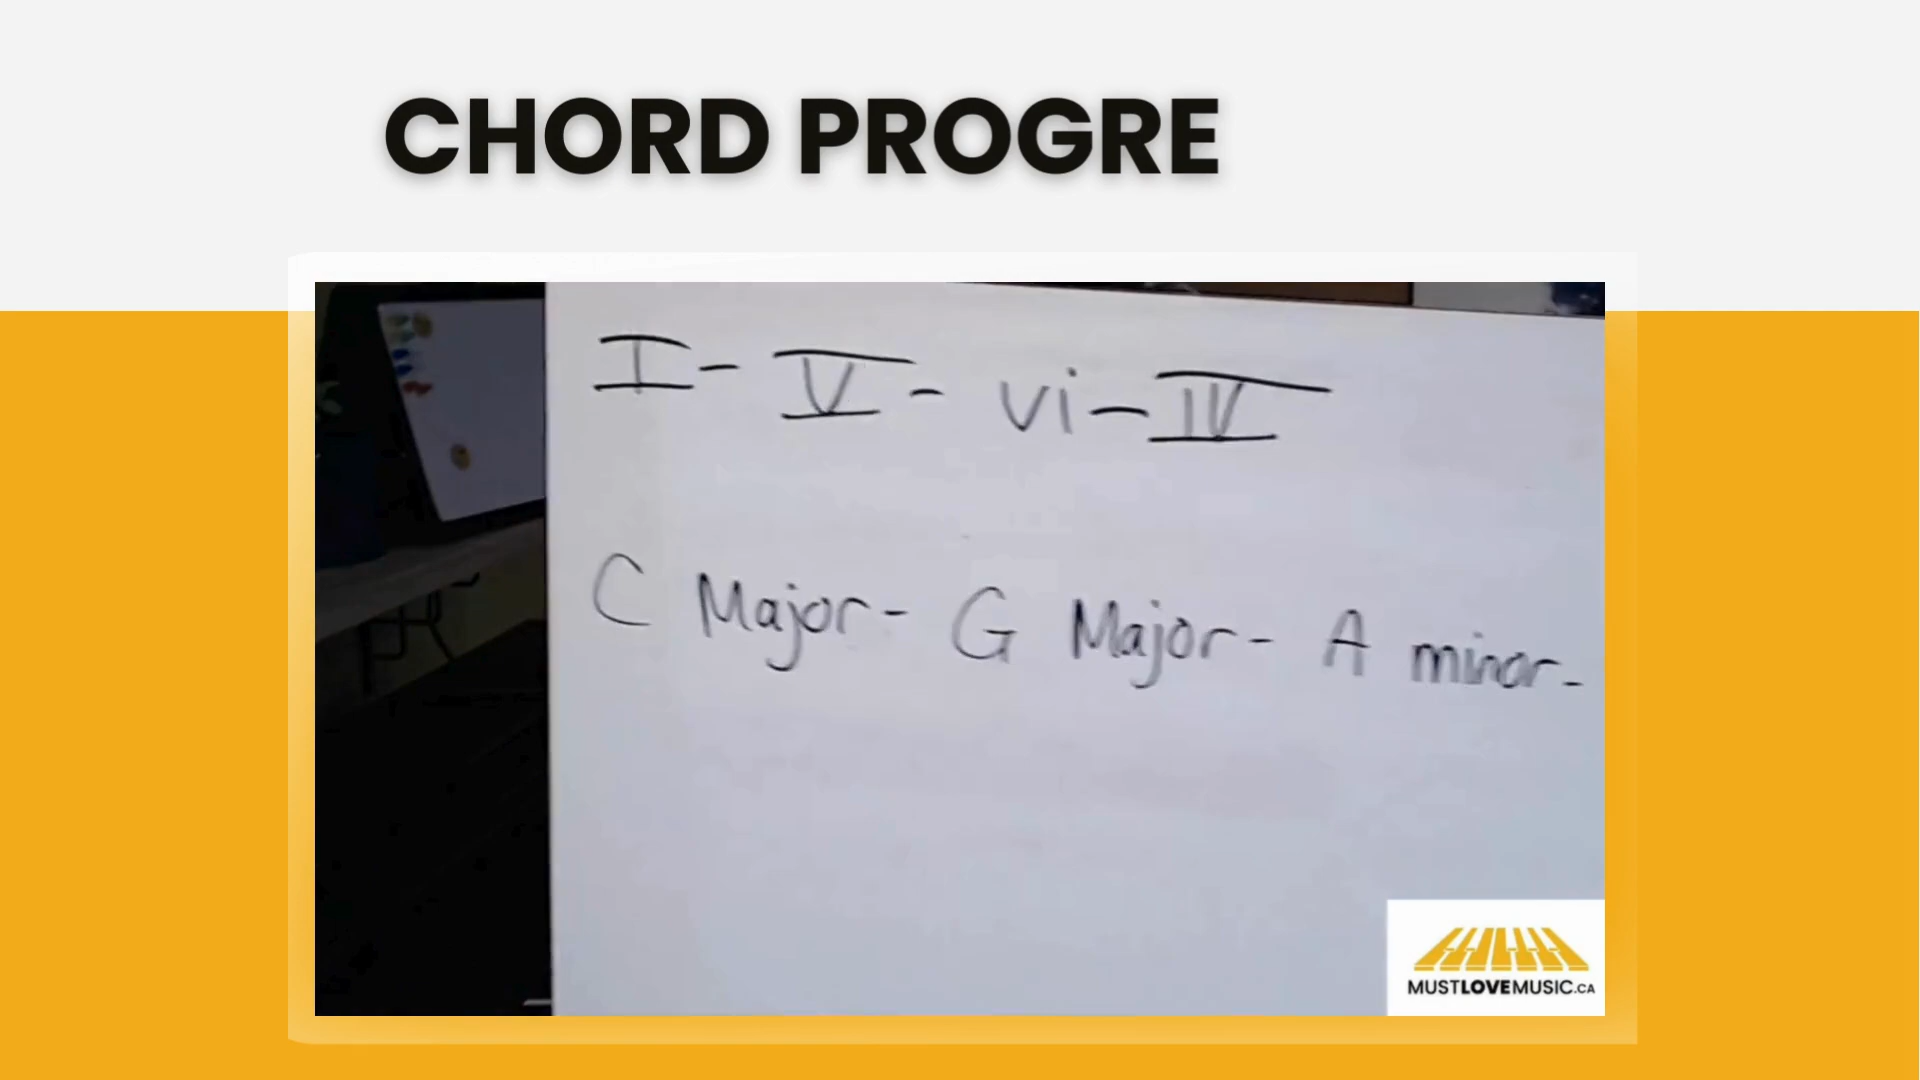 CHORD PROGRE
I - V - vi - IV
C Major - G Major - A minor -
MUSTLOVEMUSIC.CA